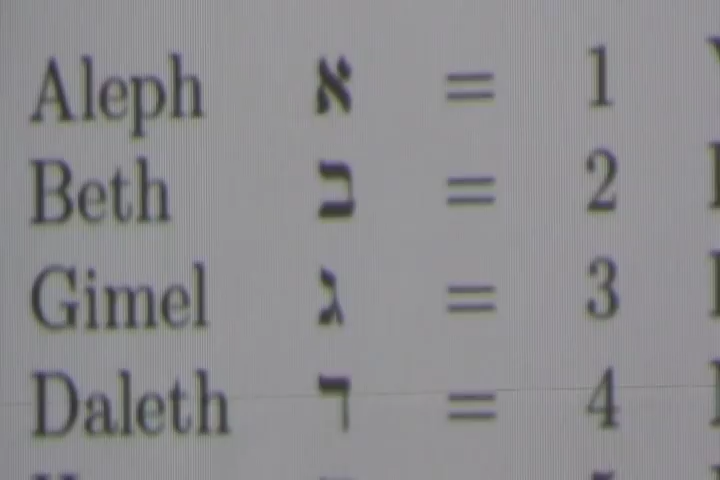 Aleph א = 1
Beth ב = 2
Gimel ג = 3
Daleth ד = 4